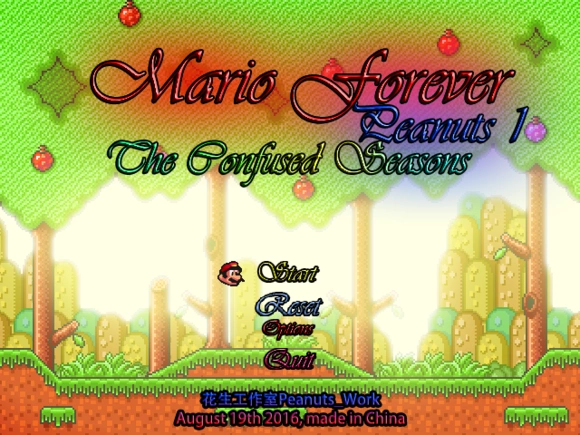 Mario Forever
Peanuts 1
The Confused Seasons
Start
Reset
Options
Quit
花生工作室Peanuts_Work
August 19th 2016, made in China